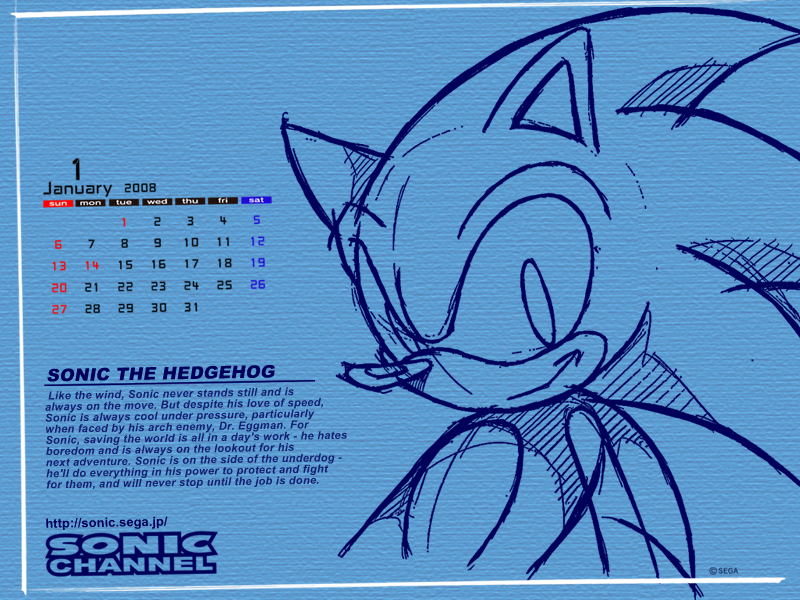 1
January 2008
sun mon tue wed thu fri sat
1 2 3 4 5
6 7 8 9 10 11 12
13 14 15 16 17 18 19
20 21 22 23 24 25 26
27 28 29 30 31
SONIC THE HEDGEHOG
Like the wind, Sonic never stands still and is
always on the move. But despite his love of speed,
Sonic is always cool under pressure, particularly
when faced by his arch enemy, Dr. Eggman. For
Sonic, saving the world is all in a day's work - he hates
boredom and is always on the lookout for his
next adventure. Sonic is on the side of the underdog -
he'll do everything in his power to protect and fight
for them, and will never stop until the job is done.
http://sonic.sega.jp/
SONIC
CHANNEL
©SEGA